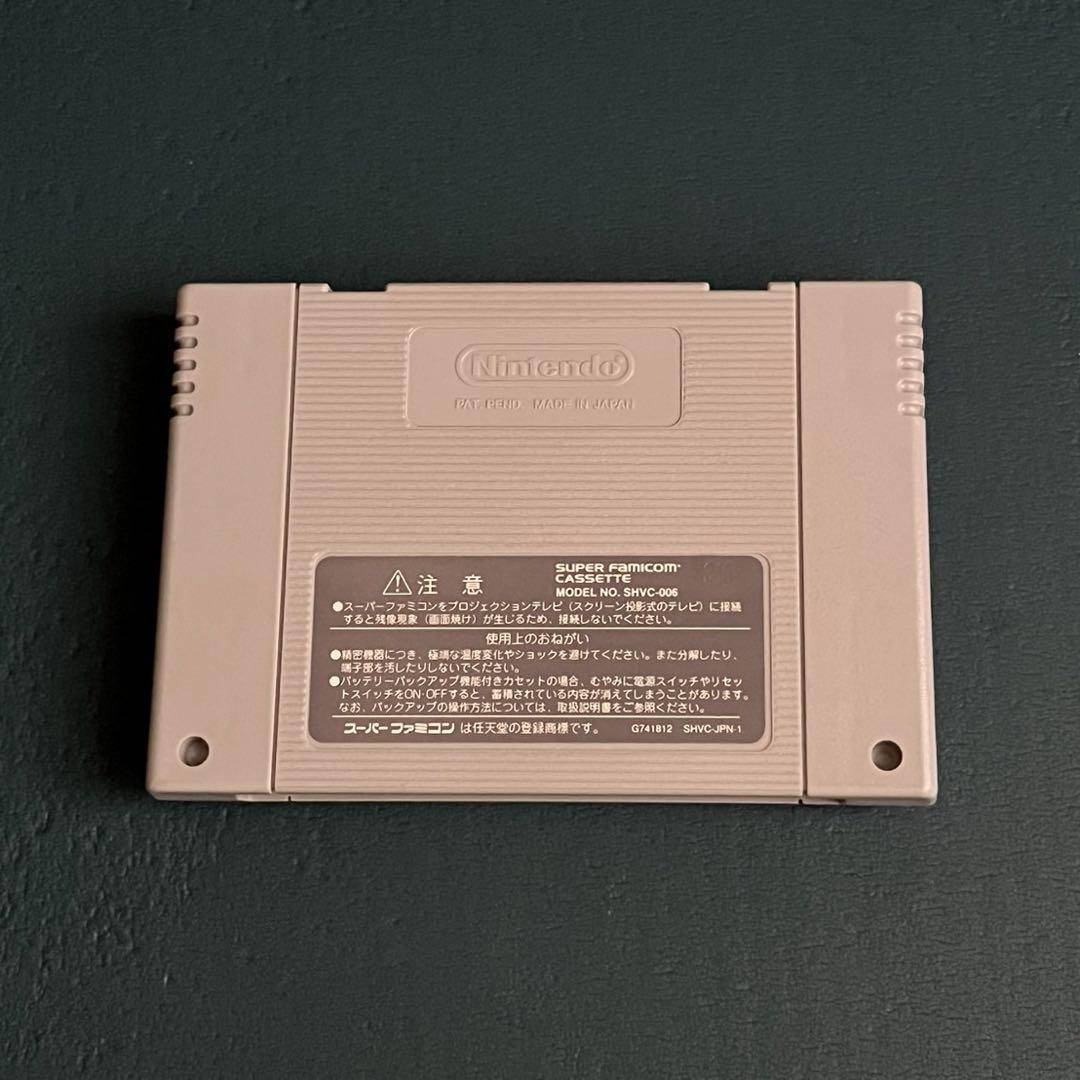 Nintendo®
PAT. PEND. MADE IN JAPAN
⚠注意
SUPER FAMICOM™
CASSETTE
MODEL NO. SHVC-006
●スーパーファミコンをプロジェクションテレビ(スクリーン投影式のテレビ)に接続
すると残像現象(画面焼け)が生じるため、接続しないでください。
使用上のおねがい
●精密機器につき、極端な温度変化やショックを避けてください。また分解したり、
端子部を汚したりしないでください。
●バッテリーバックアップ機能付きカセットの場合、むやみに電源スイッチやリセッ
トスイッチをON・OFFすると、蓄積されている内容が消えてしまうことがあります。
なお、バックアップの操作方法については、取扱説明書をご参照ください。
スーパーファミコン は任天堂の登録商標です。 G741812 SHVC-JPN-1